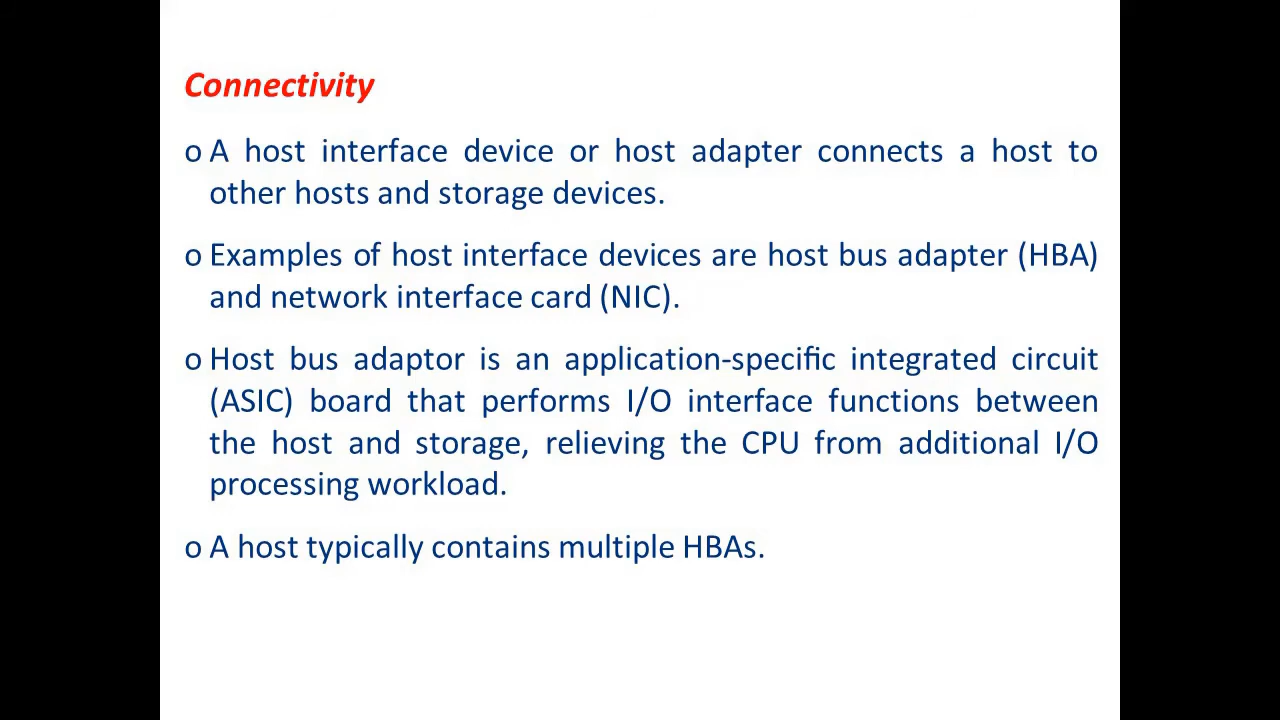 Connectivity
o A host interface device or host adapter connects a host to
other hosts and storage devices.
o Examples of host interface devices are host bus adapter (HBA)
and network interface card (NIC).
o Host bus adaptor is an application-specific integrated circuit
(ASIC) board that performs I/O interface functions between
the host and storage, relieving the CPU from additional I/O
processing workload.
o A host typically contains multiple HBAs.